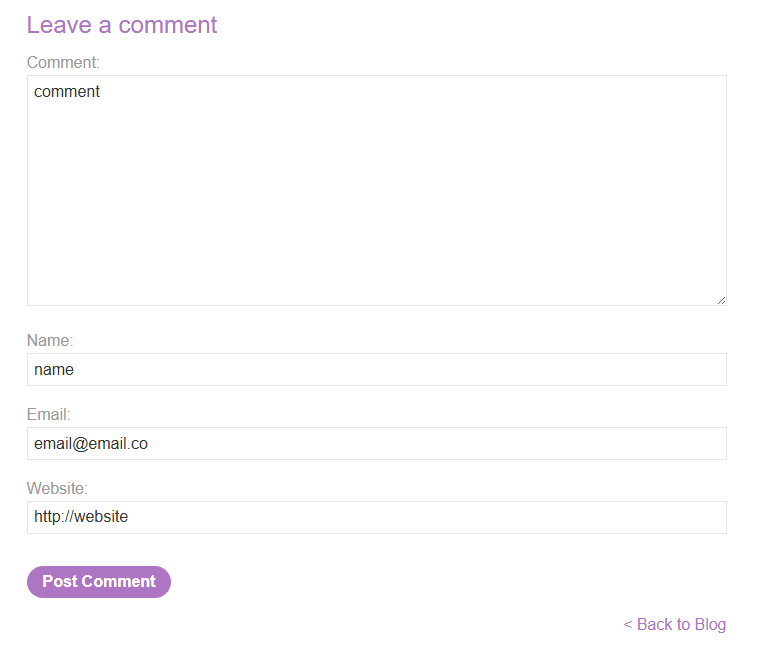 Leave a comment
Comment:
comment
Name:
name
Email:
email@email.co
Website:
http://website
Post Comment
< Back to Blog